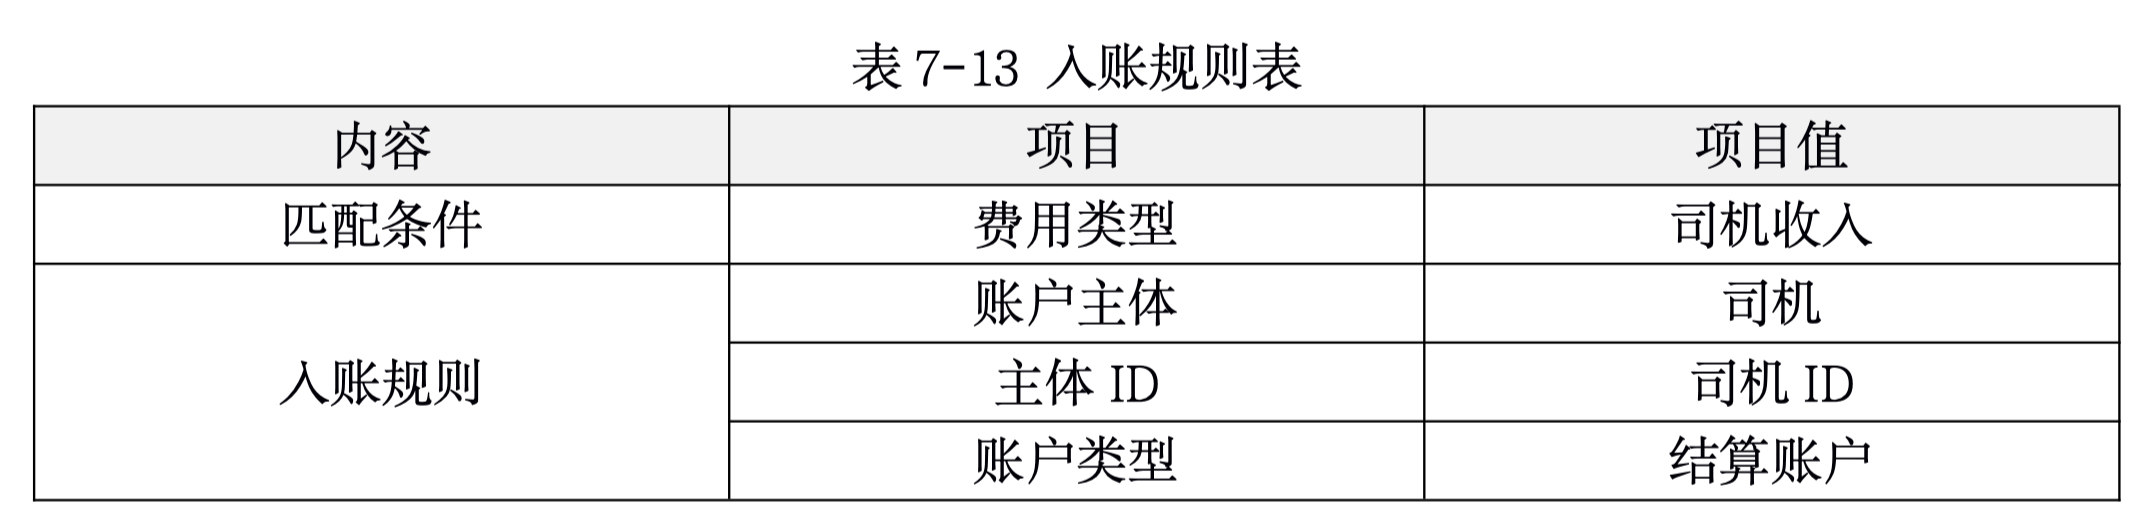 表 7-13 入账规则表
内容 项目 项目值
匹配条件 费用类型 司机收入
入账规则 账户主体 司机
主体 ID 司机 ID
账户类型 结算账户